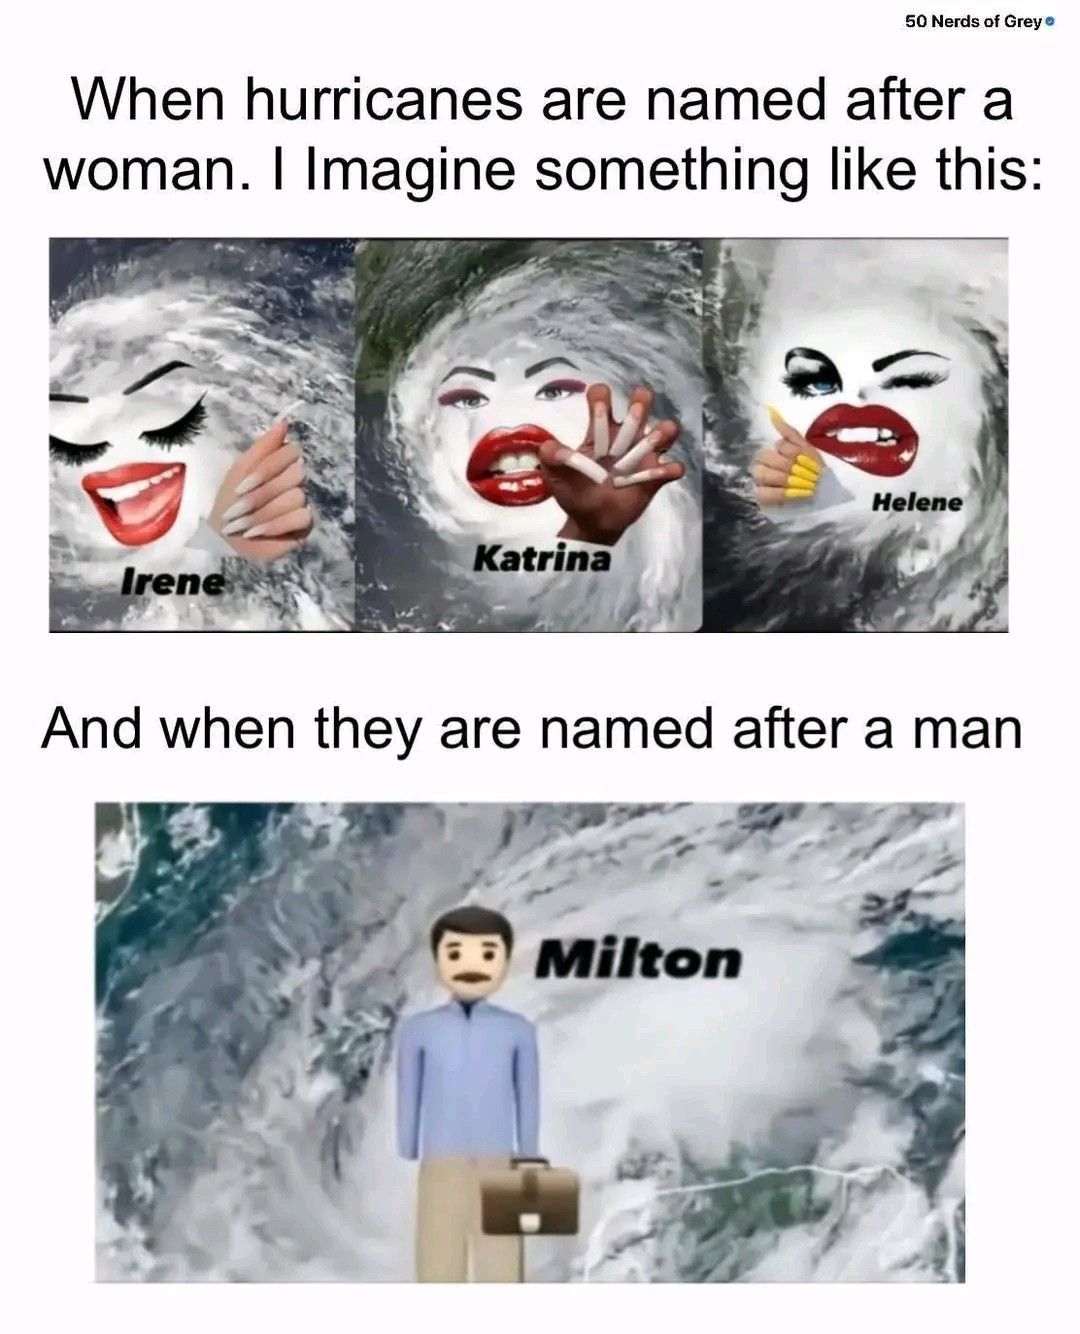 50 Nerds of Grey
When hurricanes are named after a
woman. I Imagine something like this:
Irene
Katrina
Helene
And when they are named after a man
Milton